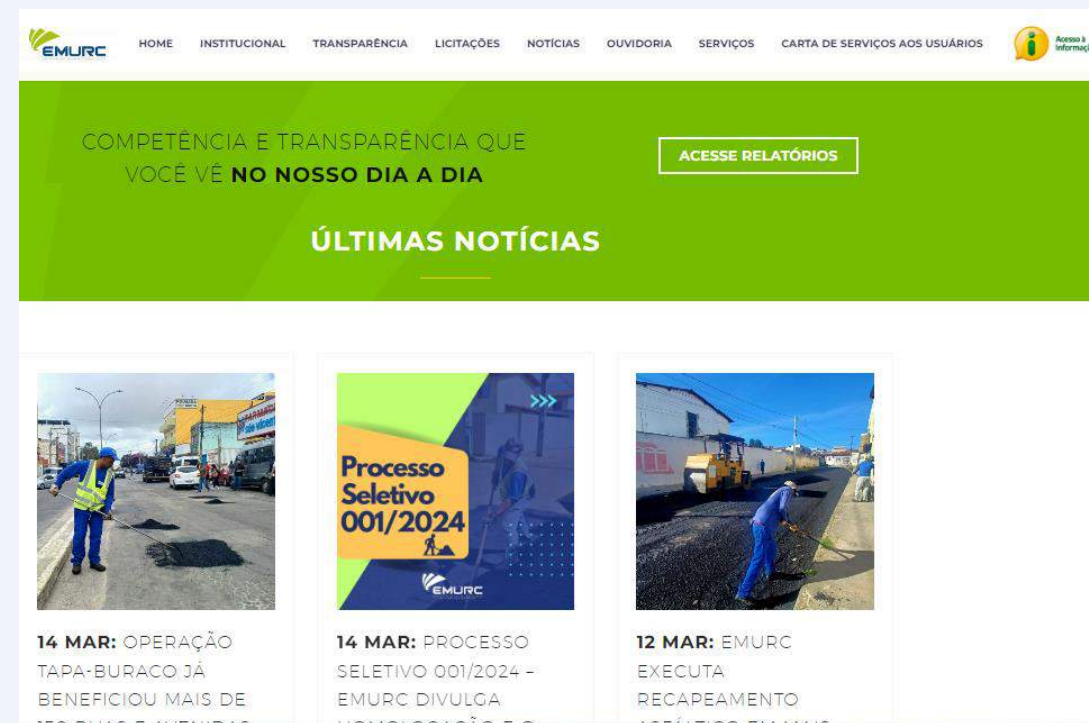 EMURC
HOME INSTITUCIONAL TRANSPARÊNCIA LICITAÇÕES NOTÍCIAS OUVIDORIA SERVIÇOS CARTA DE SERVIÇOS AOS USUÁRIOS
Acesso à
COMPETÊNCIA E TRANSPARÊNCIA QUE
VOCÊ VÊ NO NOSSO DIA A DIA
ACESSE RELATÓRIOS
ÚLTIMAS NOTÍCIAS
Processo
Seletivo
001/2024
EMURC
14 MAR: OPERAÇÃO
TAPA-BURACO JÁ
BENEFICIOU MAIS DE
14 MAR: PROCESSO
SELETIVO 001/2024 –
EMURC DIVULGA
12 MAR: EMURC
EXECUTA
RECAPEAMENTO